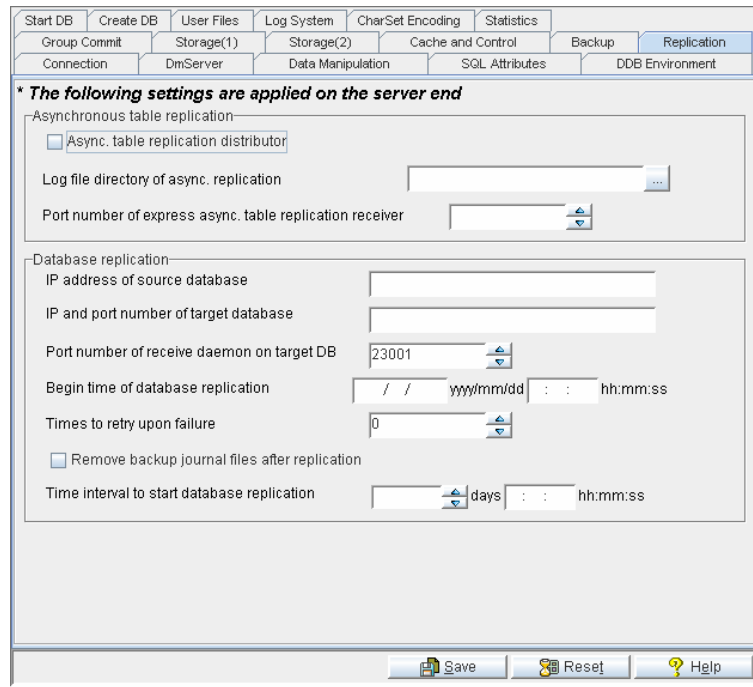 Start DB Create DB User Files Log System CharSet Encoding Statistics
Group Commit Storage(1) Storage(2) Cache and Control Backup Replication
Connection DmServer Data Manipulation SQL Attributes DDB Environment
* The following settings are applied on the server end
Asynchronous table replication
Async. table replication distributor
Log file directory of async. replication ...
Port number of express async. table replication receiver
Database replication
IP address of source database
IP and port number of target database
Port number of receive daemon on target DB 23001
Begin time of database replication / / yyyy/mm/dd : : hh:mm:ss
Times to retry upon failure 0
Remove backup journal files after replication
Time interval to start database replication days : : hh:mm:ss
Save Reset Help